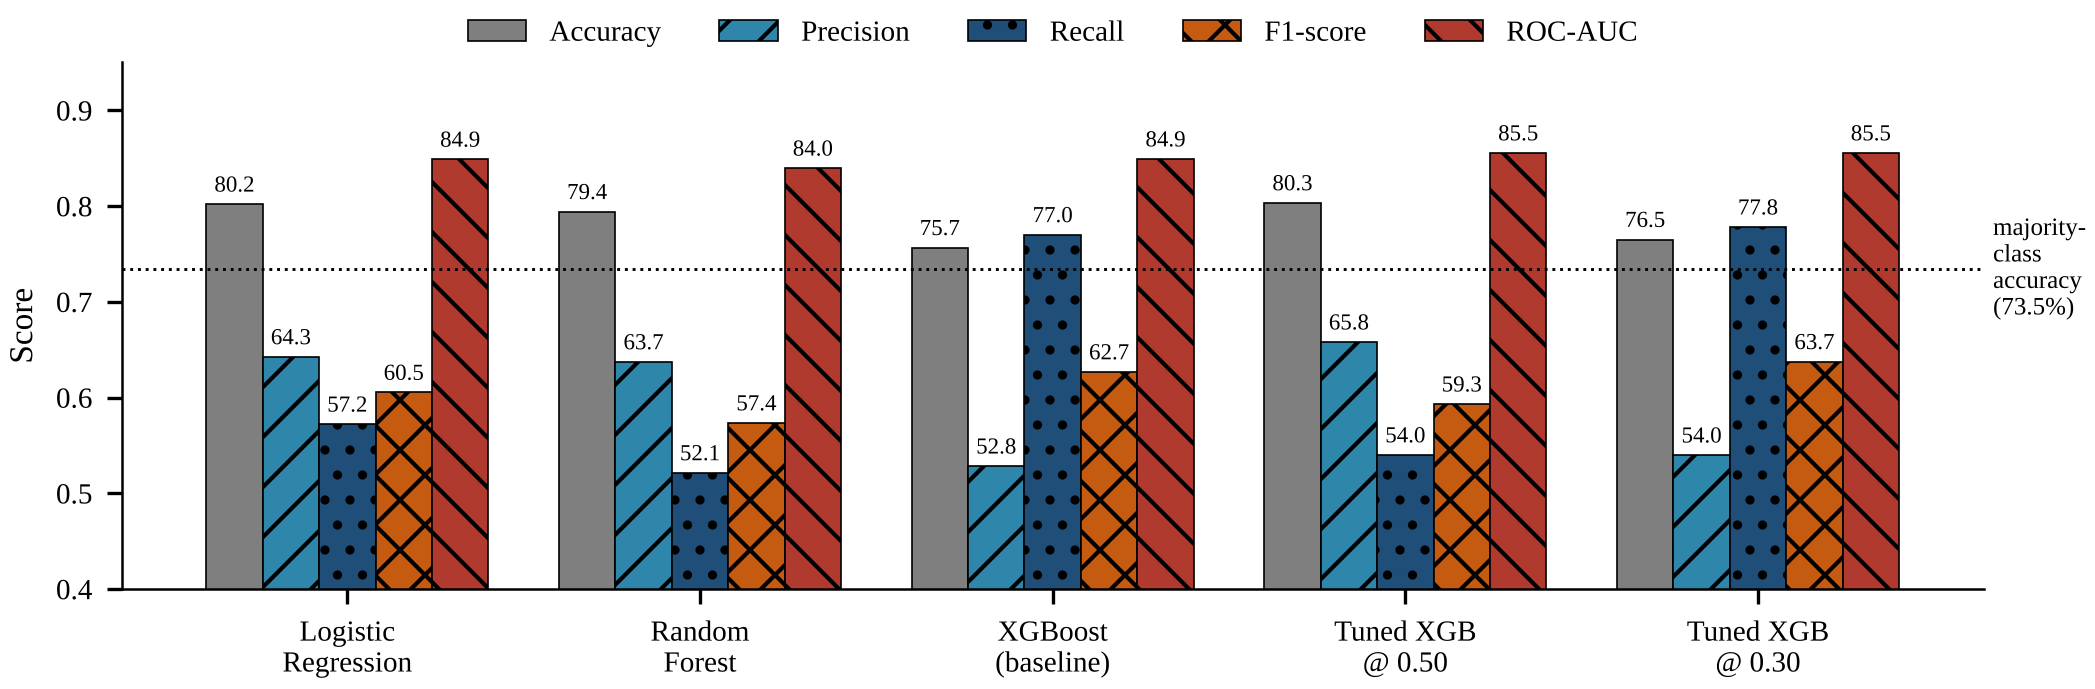 Accuracy Precision Recall F1-score ROC-AUC
Score
0.9
0.8
0.7
0.6
0.5
0.4
80.2 64.3 57.2 60.5 84.9
79.4 63.7 52.1 57.4 84.0
75.7 52.8 77.0 62.7 84.9
80.3 65.8 54.0 59.3 85.5
76.5 54.0 77.8 63.7 85.5
majority-
class
accuracy
(73.5%)
Logistic
Regression
Random
Forest
XGBoost
(baseline)
Tuned XGB
@ 0.50
Tuned XGB
@ 0.30